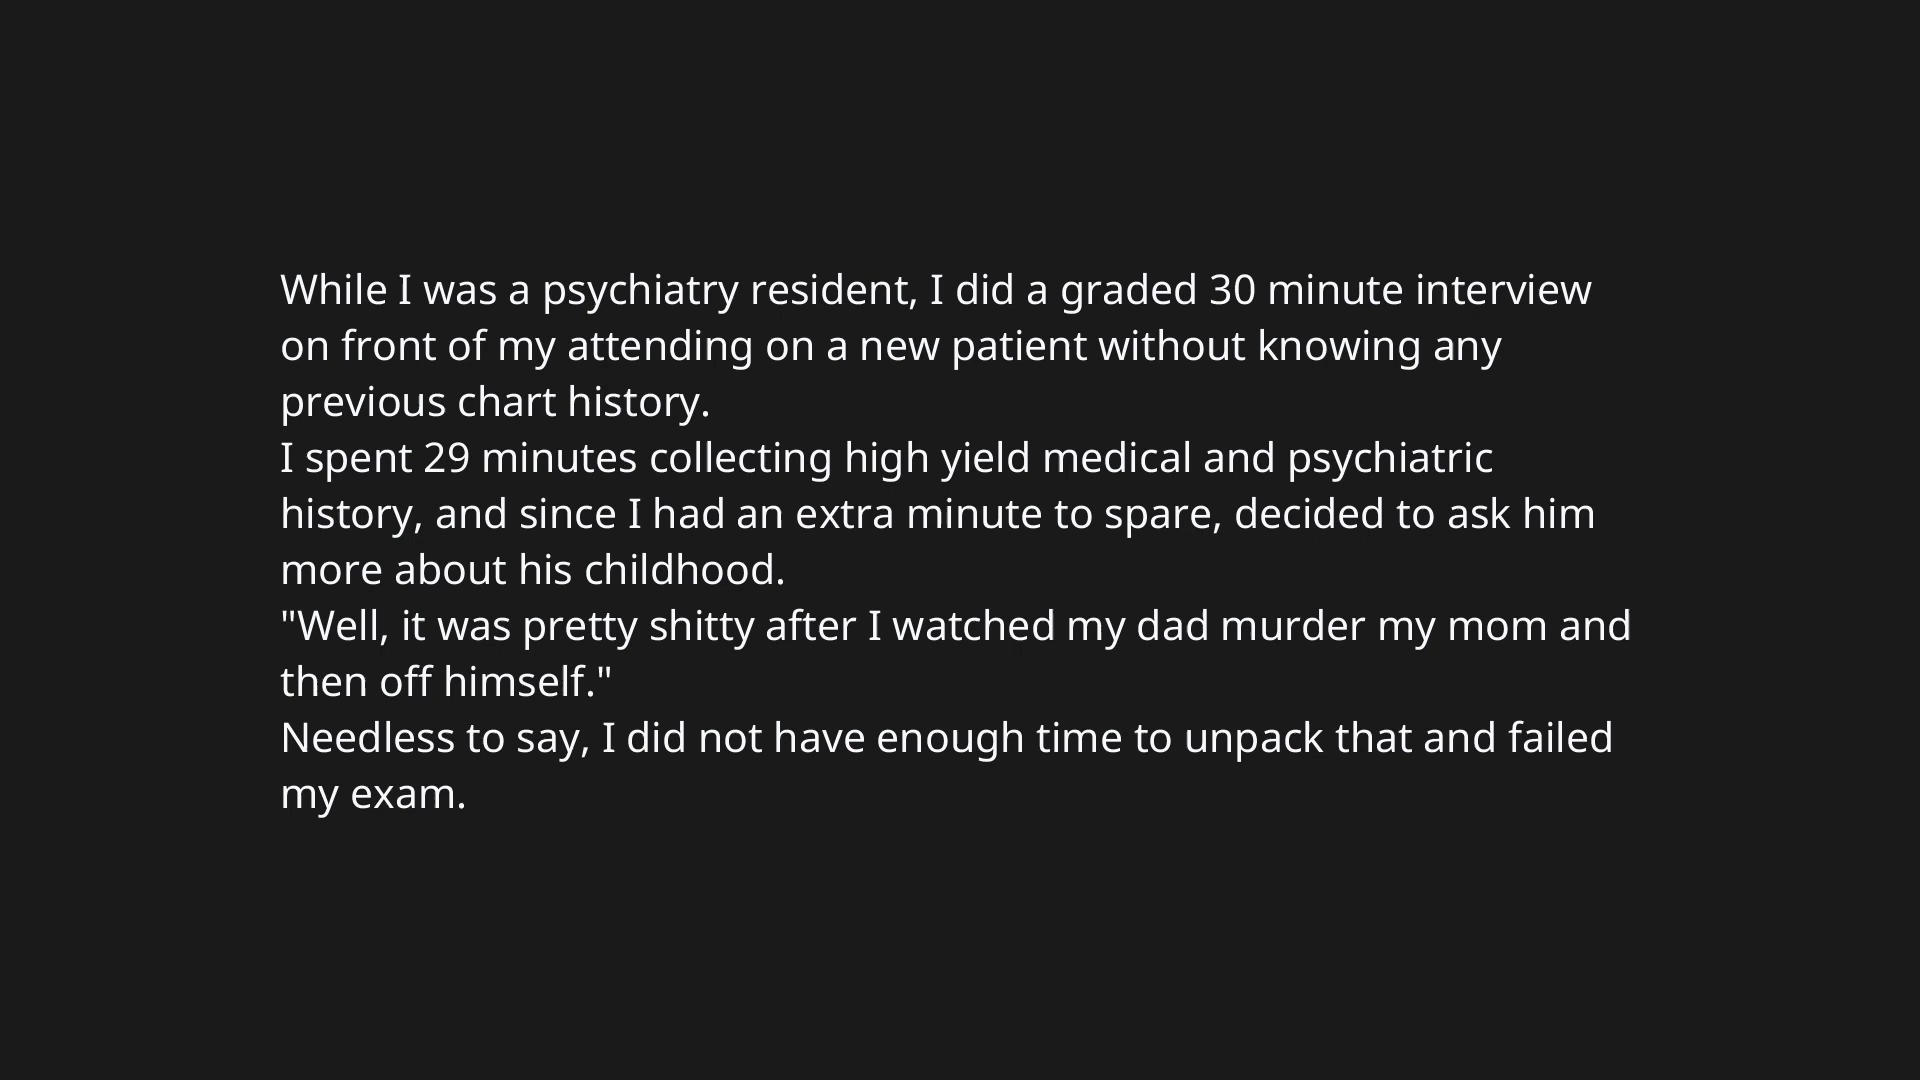 While I was a psychiatry resident, I did a graded 30 minute interview
on front of my attending on a new patient without knowing any
previous chart history.
I spent 29 minutes collecting high yield medical and psychiatric
history, and since I had an extra minute to spare, decided to ask him
more about his childhood.
"Well, it was pretty shitty after I watched my dad murder my mom and
then off himself."
Needless to say, I did not have enough time to unpack that and failed
my exam.